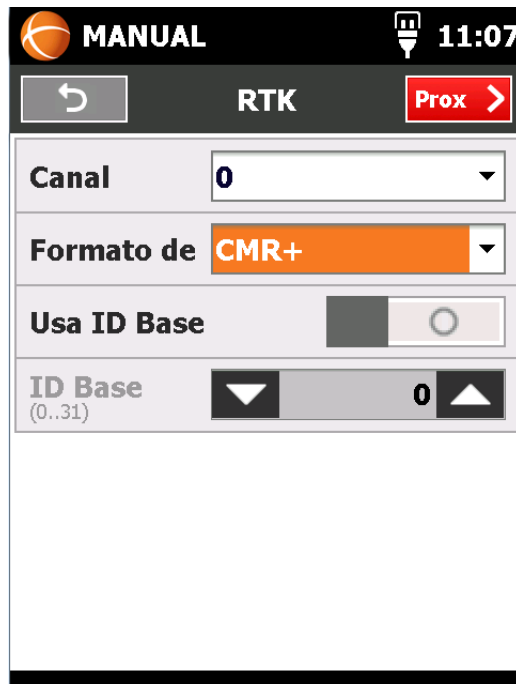 MANUAL 11:07
RTK Prox
Canal 0
Formato de CMR+
Usa ID Base
ID Base 0
(0..31)